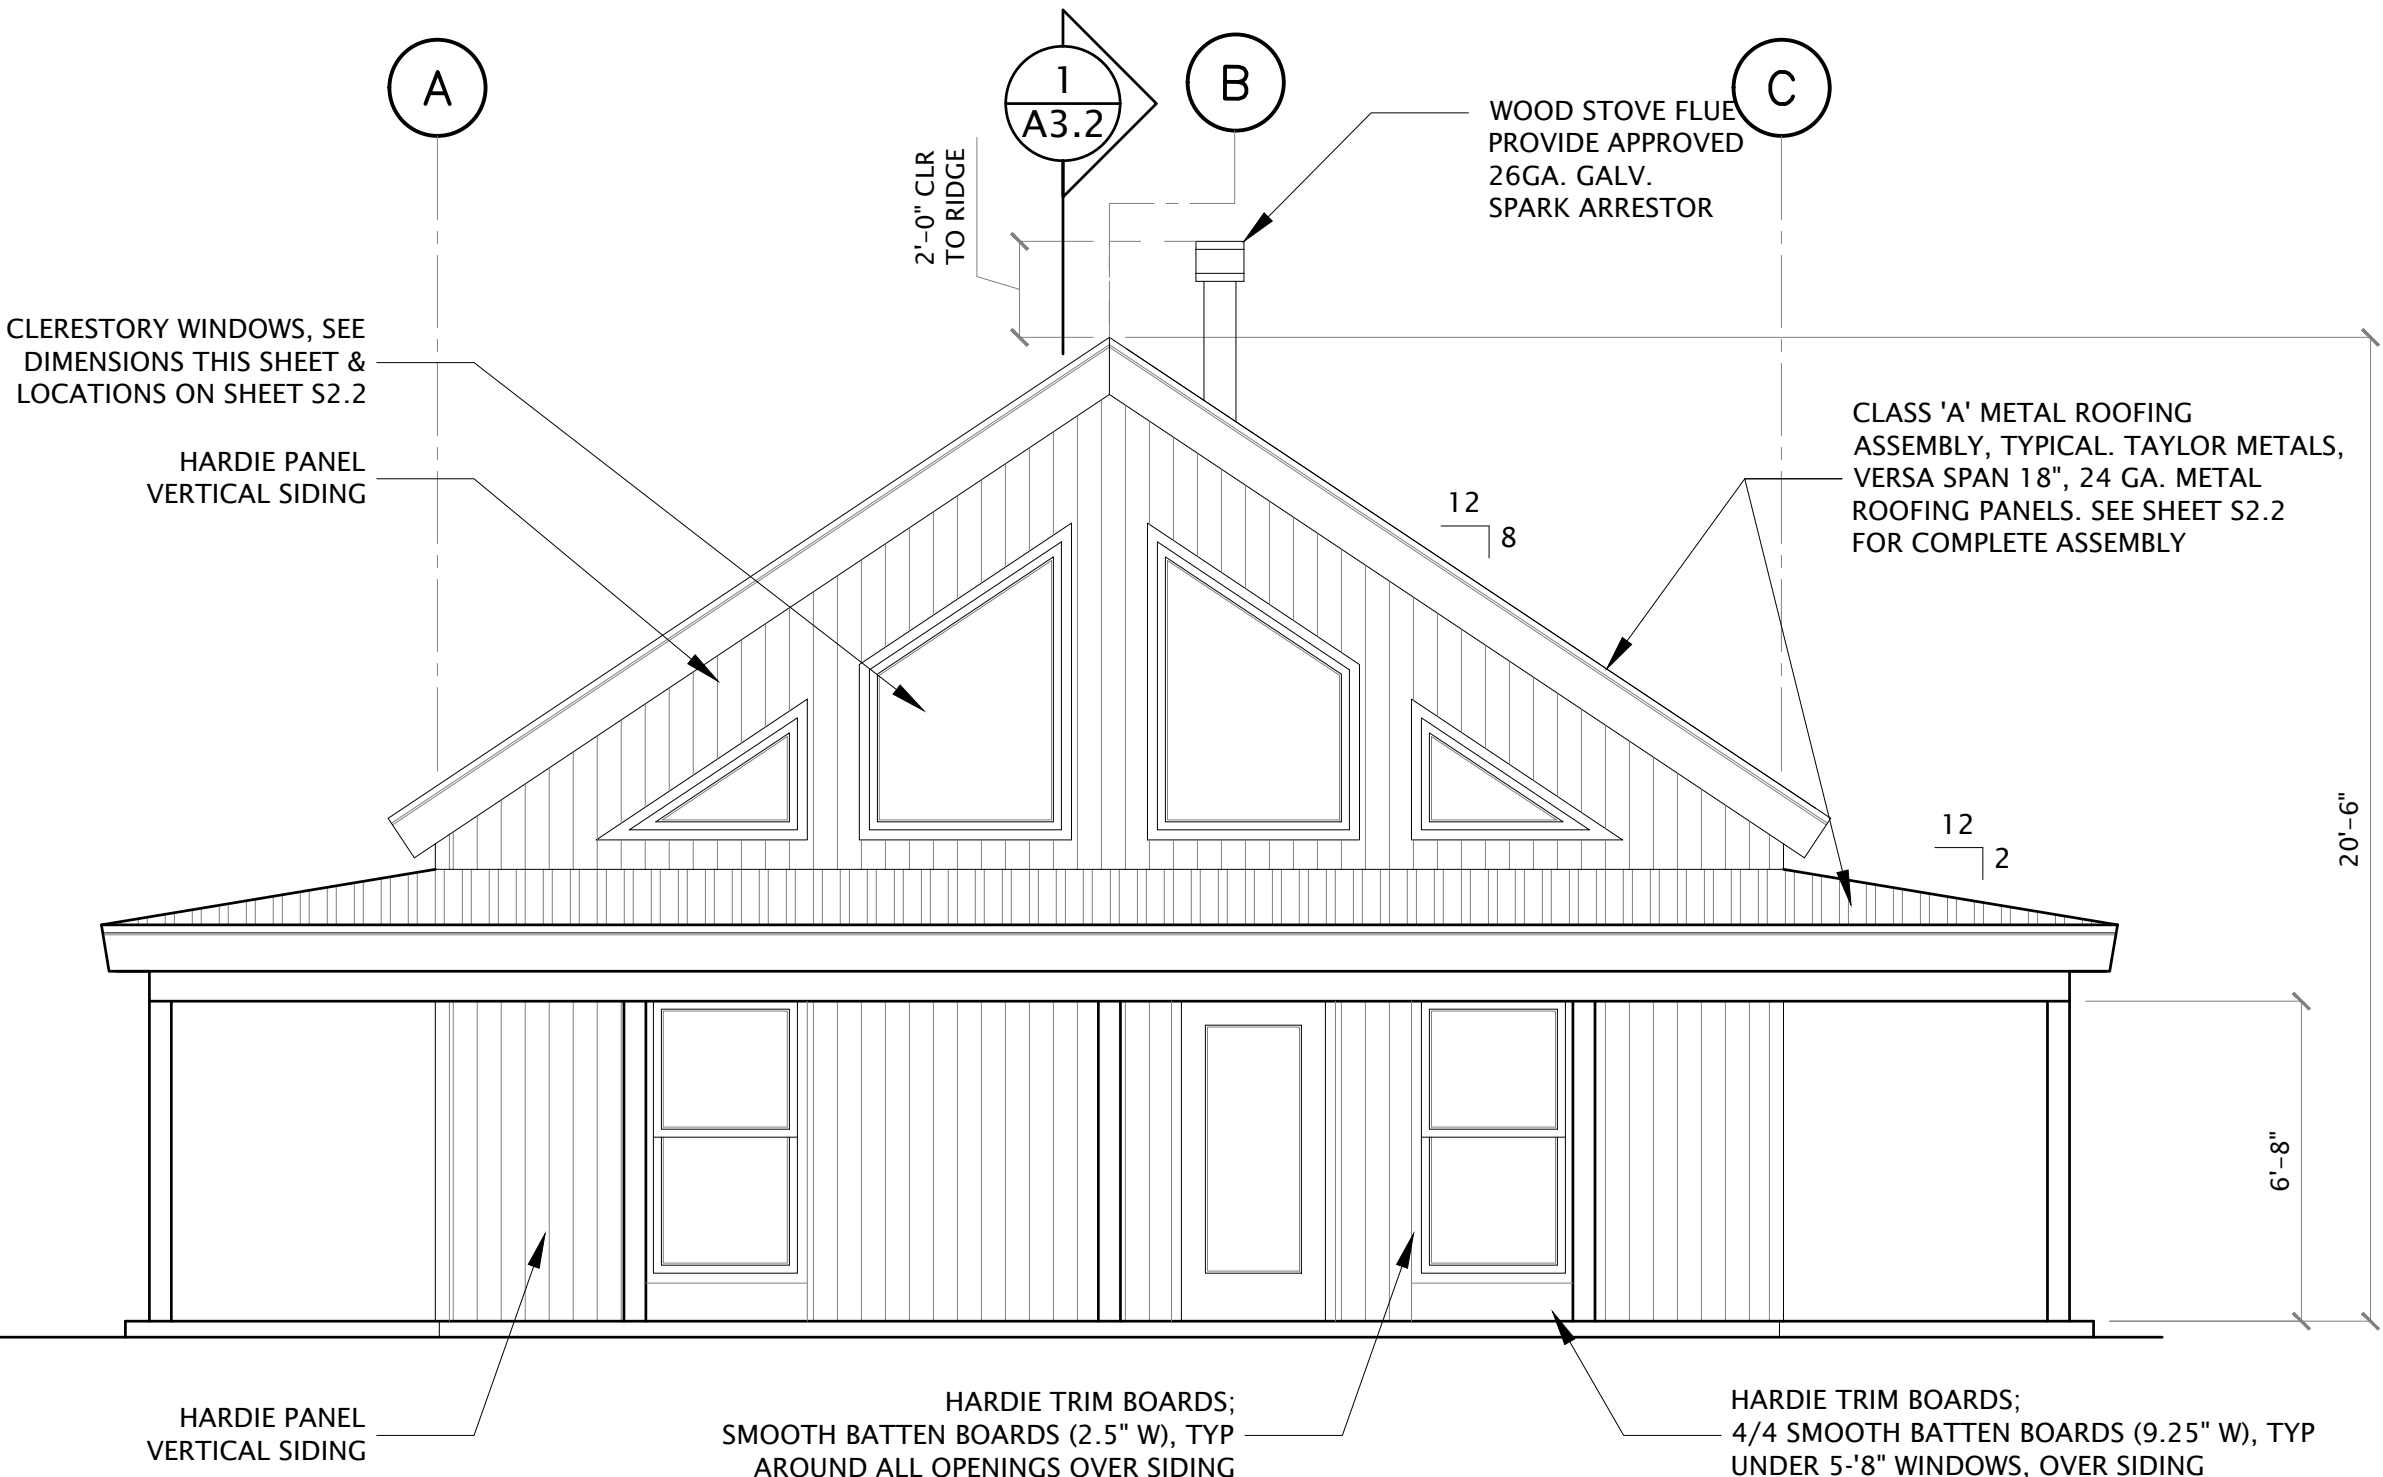 A
1
A3.2
B
C
2'-0" CLR
TO RIDGE
WOOD STOVE FLUE
PROVIDE APPROVED
26GA. GALV.
SPARK ARRESTOR
CLERESTORY WINDOWS, SEE
DIMENSIONS THIS SHEET &
LOCATIONS ON SHEET S2.2
HARDIE PANEL
VERTICAL SIDING
CLASS 'A' METAL ROOFING
ASSEMBLY, TYPICAL. TAYLOR METALS,
VERSA SPAN 18", 24 GA. METAL
ROOFING PANELS. SEE SHEET S2.2
FOR COMPLETE ASSEMBLY
12
8
12
2
20'-6"
6'-8"
HARDIE PANEL
VERTICAL SIDING
HARDIE TRIM BOARDS;
SMOOTH BATTEN BOARDS (2.5" W), TYP
AROUND ALL OPENINGS OVER SIDING
HARDIE TRIM BOARDS;
4/4 SMOOTH BATTEN BOARDS (9.25" W), TYP
UNDER 5-'8" WINDOWS, OVER SIDING